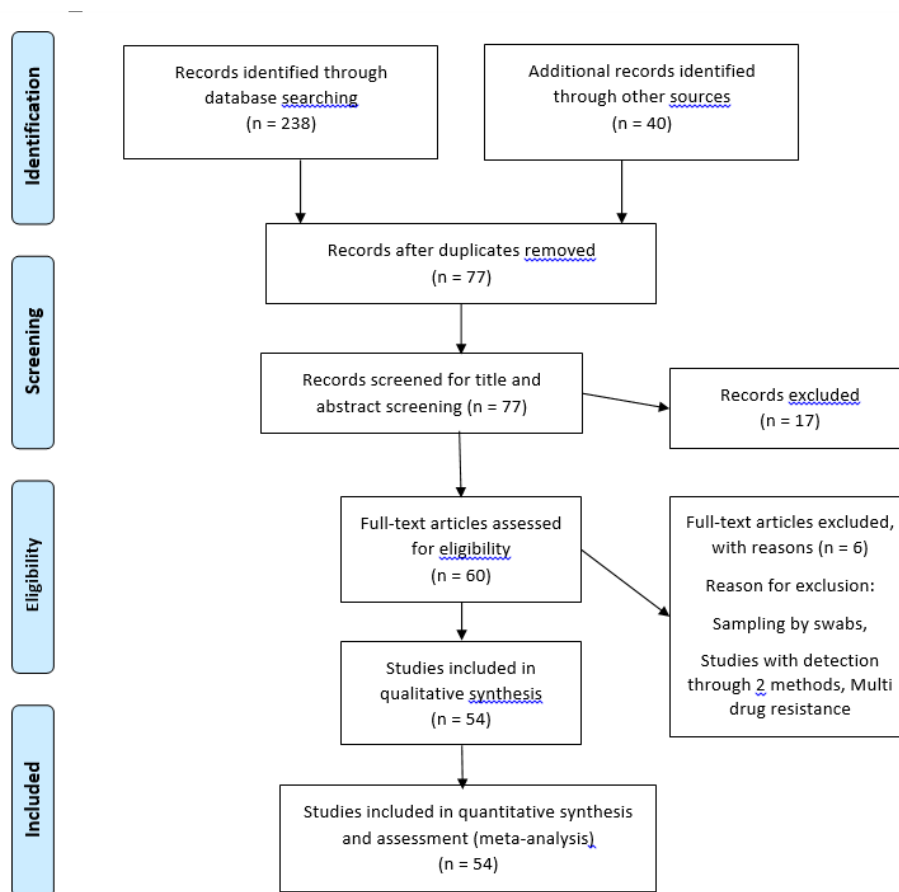 Identification
Records identified through
database searching
(n = 238)
Additional records identified
through other sources
(n = 40)
Records after duplicates removed
(n = 77)
Screening
Records screened for title and
abstract screening (n = 77)
Records excluded
(n = 17)
Eligibility
Full-text articles assessed
for eligibility
(n = 60)
Full-text articles excluded,
with reasons (n = 6)
Reason for exclusion:
Sampling by swabs,
Studies with detection
through 2 methods, Multi
drug resistance
Studies included in
qualitative synthesis
(n = 54)
Included
Studies included in quantitative synthesis
and assessment (meta-analysis)
(n = 54)